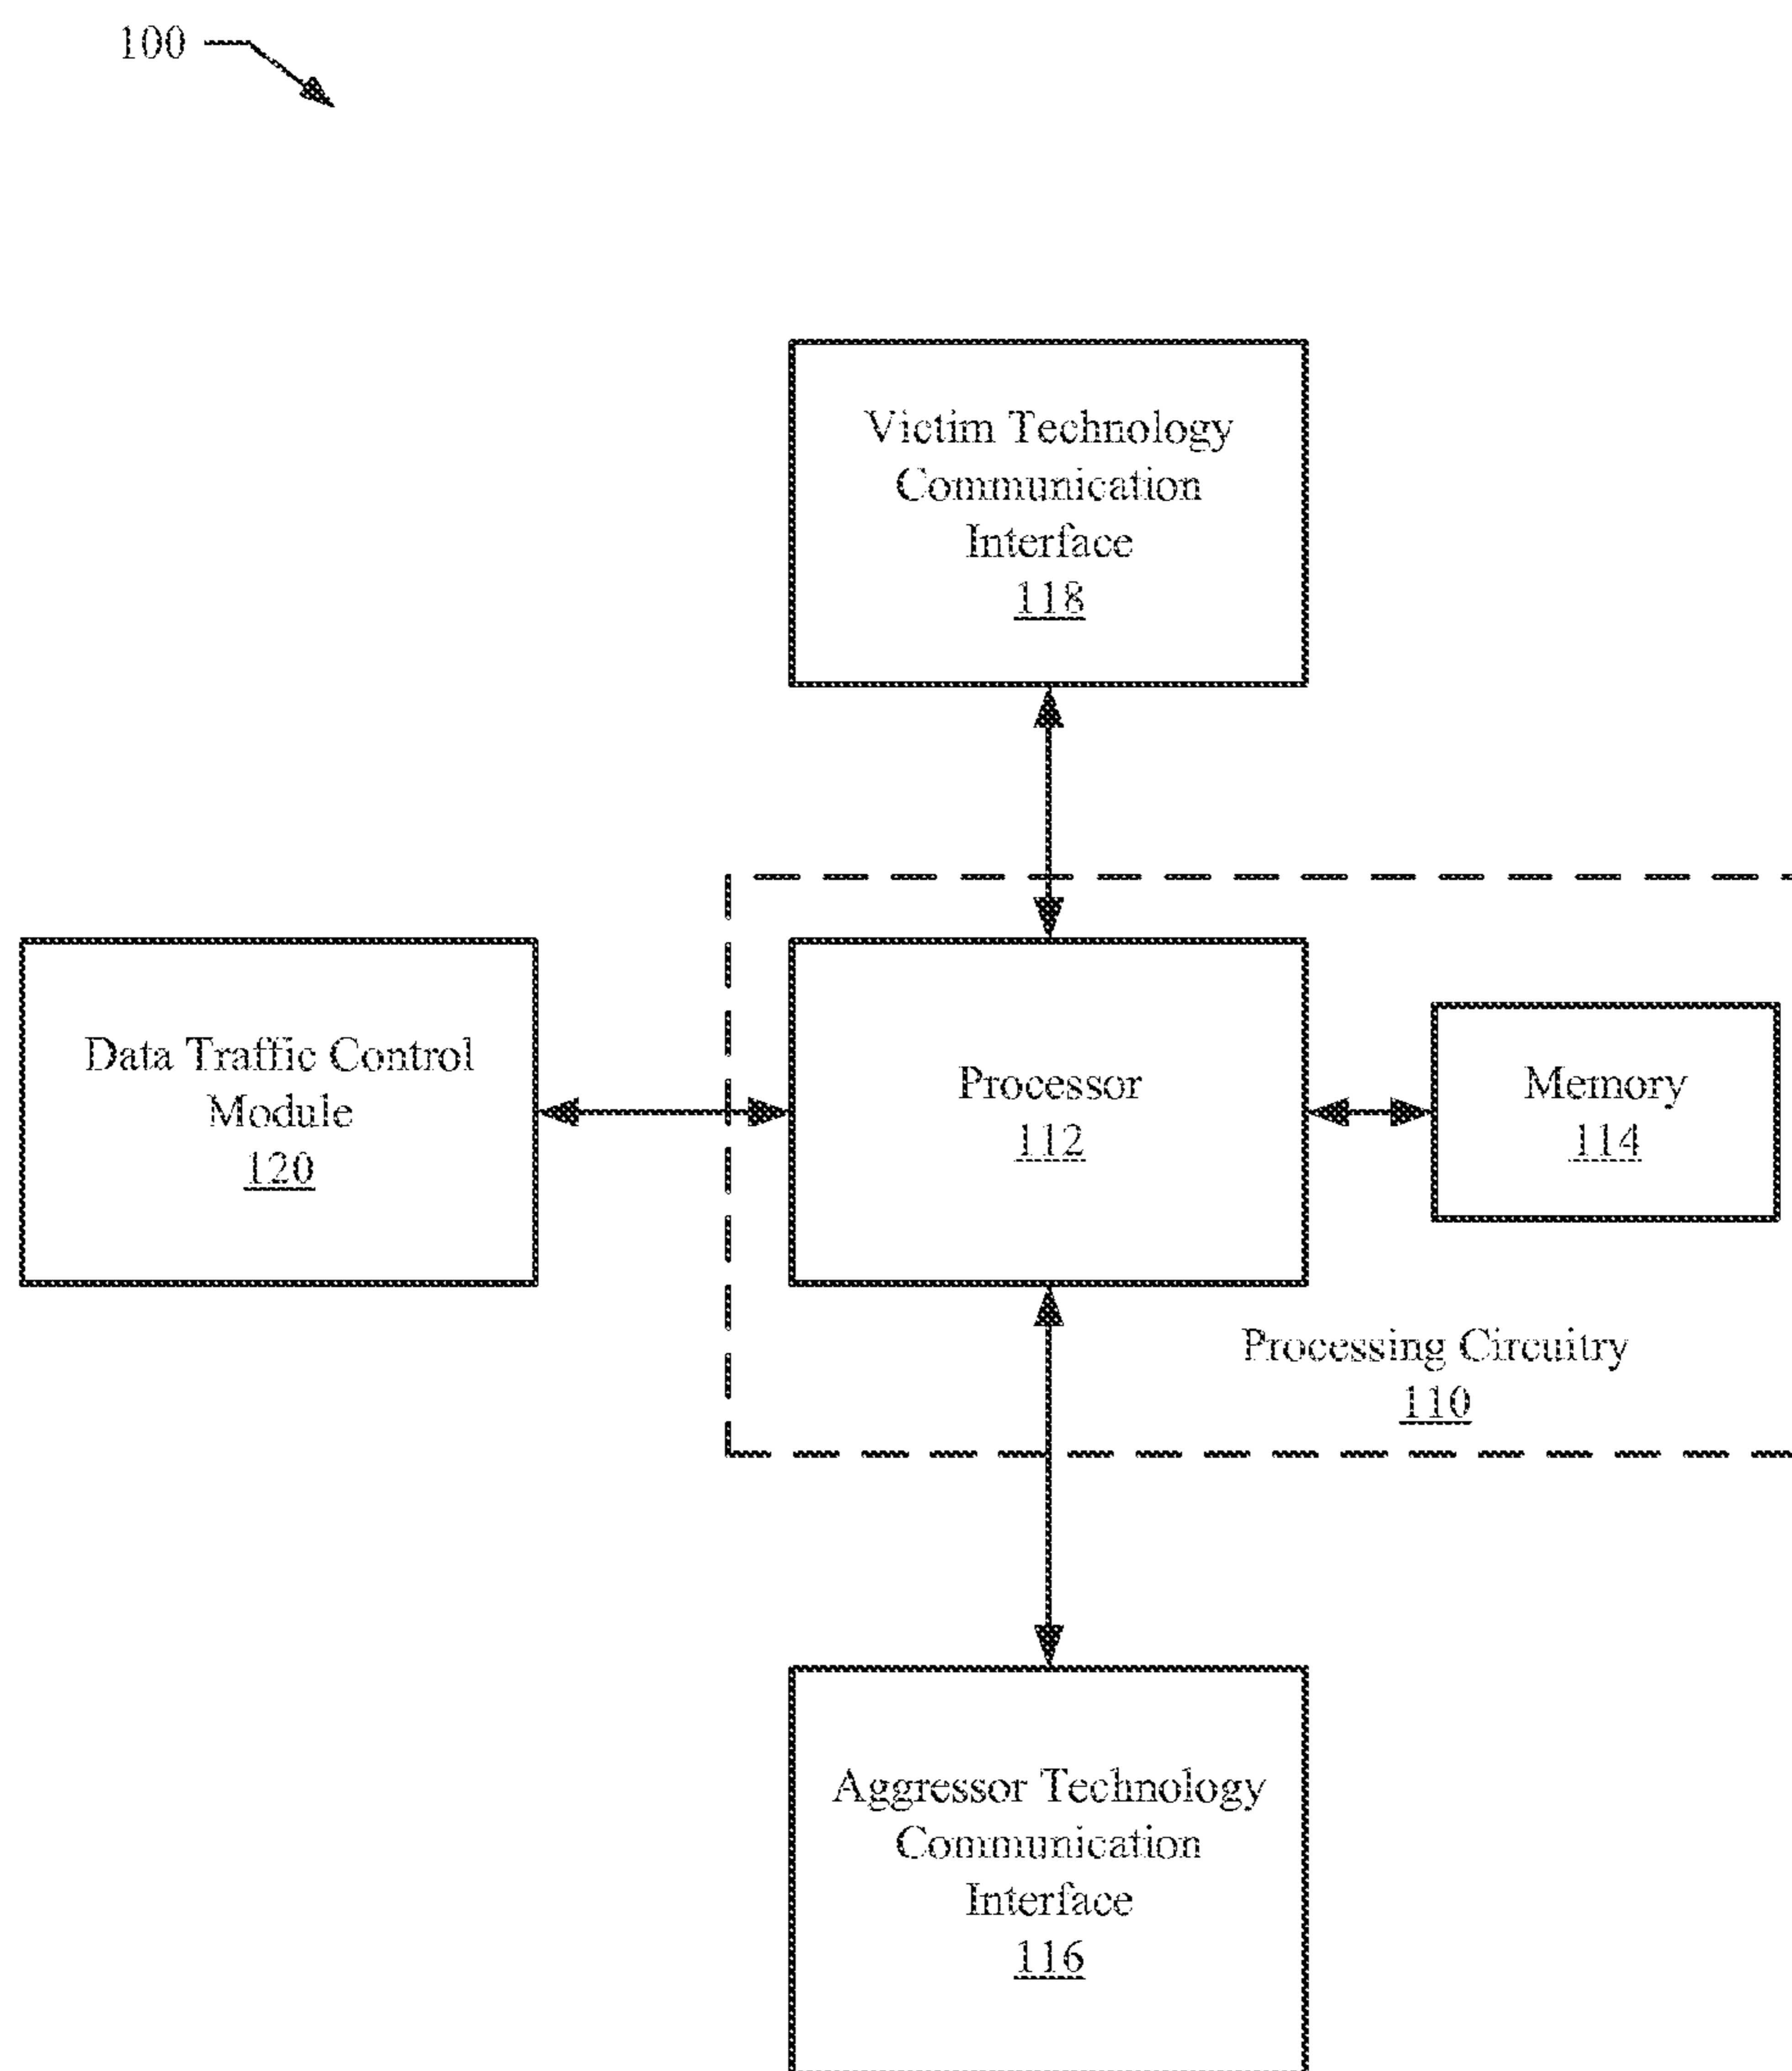 100
Victim Technology
Communication
Interface
118
Data Traffic Control
Module
120
Processor
112
Memory
114
Processing Circuitry
110
Aggressor Technology
Communication
Interface
116